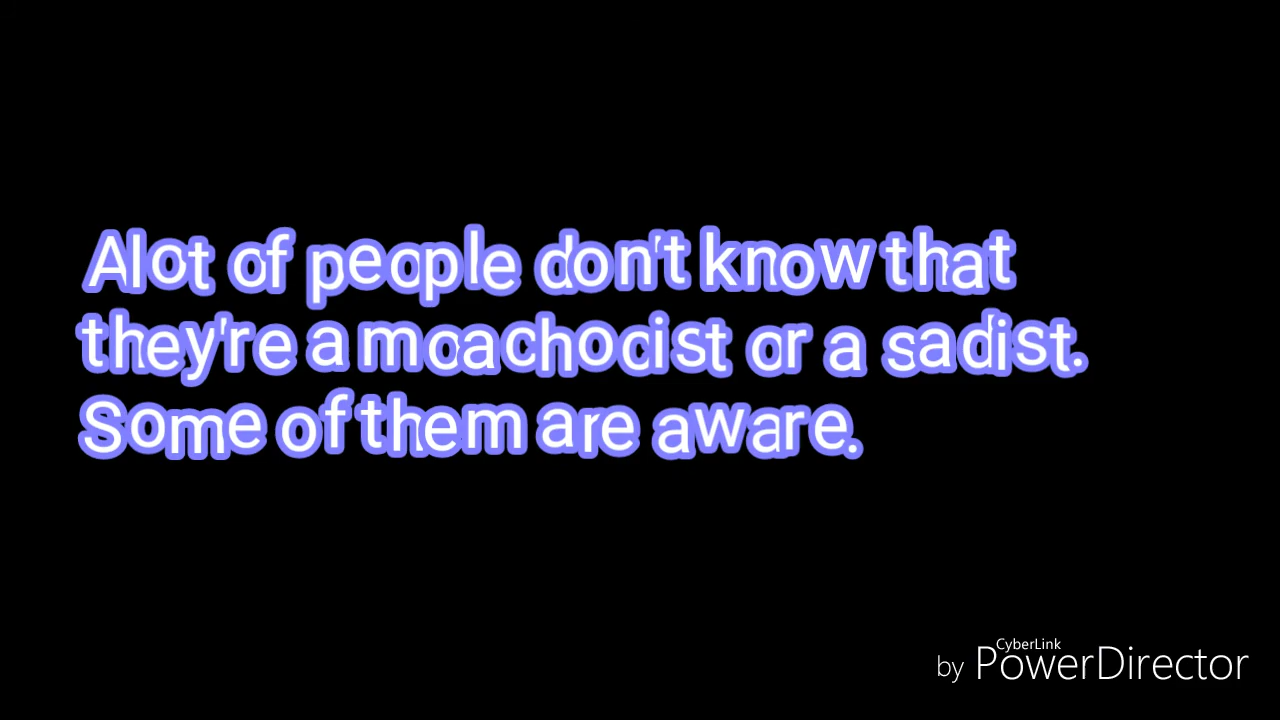 Alot of people don't know that
they're a moachocist or a sadist.
Some of them are aware.
CyberLink
by PowerDirector